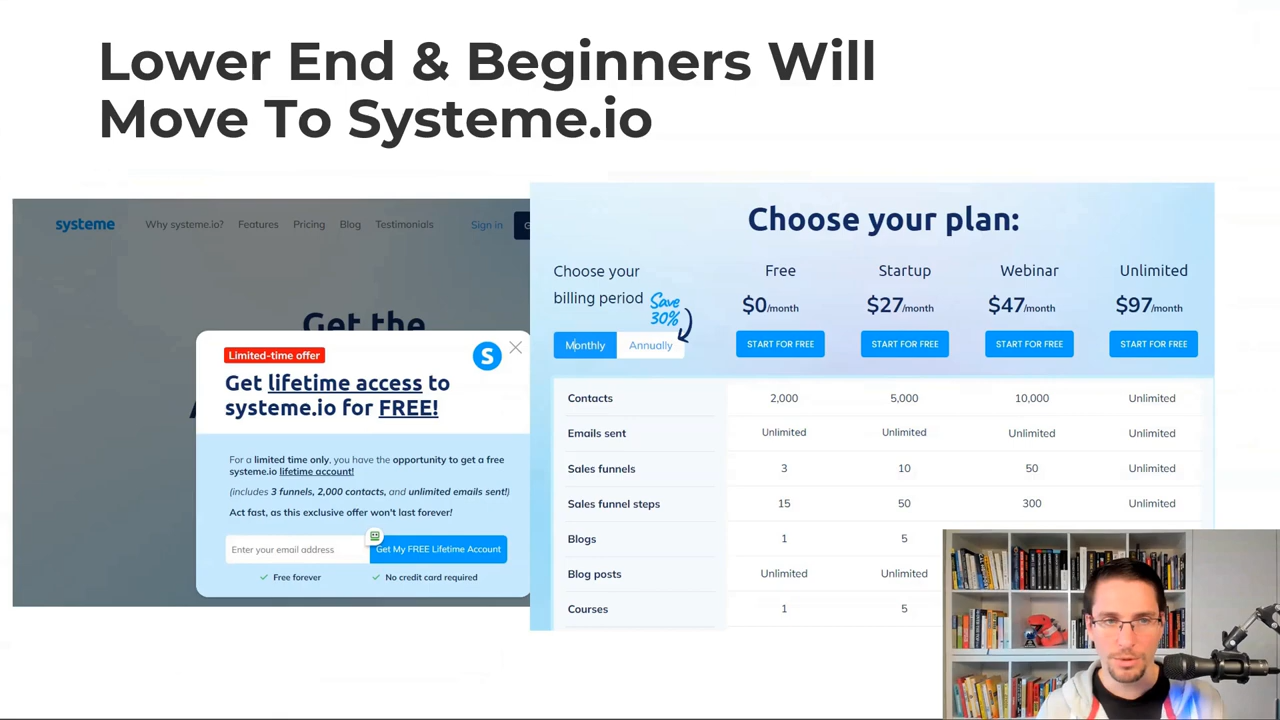 Lower End & Beginners Will
Move To Systeme.io
systeme
Why systeme.io?
Features
Pricing
Blog
Testimonials
Sign in
G
Get the
Limited-time offer
S
Get lifetime access to
systeme.io for FREE!
For a limited time only, you have the opportunity to get a free
systeme.io lifetime account!
(includes 3 funnels, 2,000 contacts, and unlimited emails sent!)
Act fast, as this exclusive offer won't last forever!
Enter your email address
Get My FREE Lifetime Account
Free forever
No credit card required
Choose your plan:
Choose your
billing period
Save
30%
Monthly
Annually
Free
Startup
Webinar
Unlimited
$0/month
$27/month
$47/month
$97/month
START FOR FREE
START FOR FREE
START FOR FREE
START FOR FREE
Contacts 2,000 5,000 10,000 Unlimited
Emails sent Unlimited Unlimited Unlimited Unlimited
Sales funnels 3 10 50 Unlimited
Sales funnel steps 15 50 300 Unlimited
Blogs 1 5
Blog posts Unlimited Unlimited
Courses 1 5